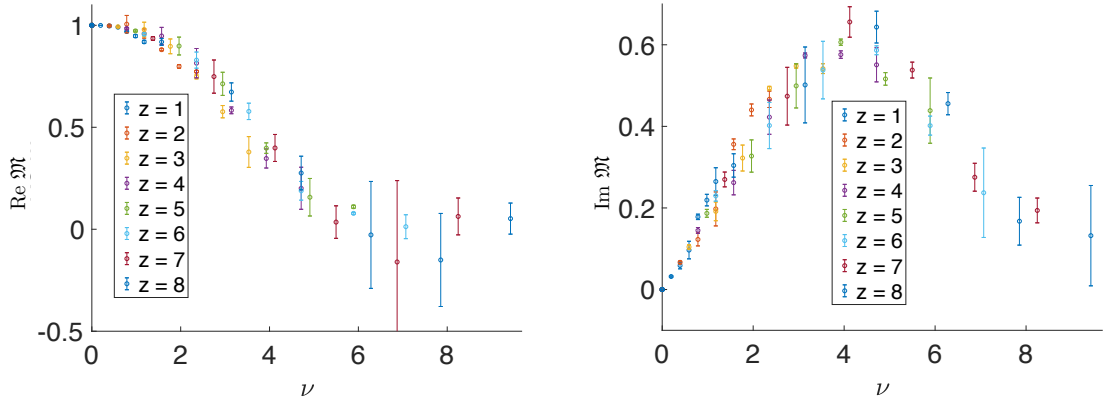 1
0.5
0
-0.5
Re 𝔐
0 2 4 6 8
ν
z = 1
z = 2
z = 3
z = 4
z = 5
z = 6
z = 7
z = 8
0.6
0.4
0.2
0
Im 𝔐
0 2 4 6 8
ν
z = 1
z = 2
z = 3
z = 4
z = 5
z = 6
z = 7
z = 8